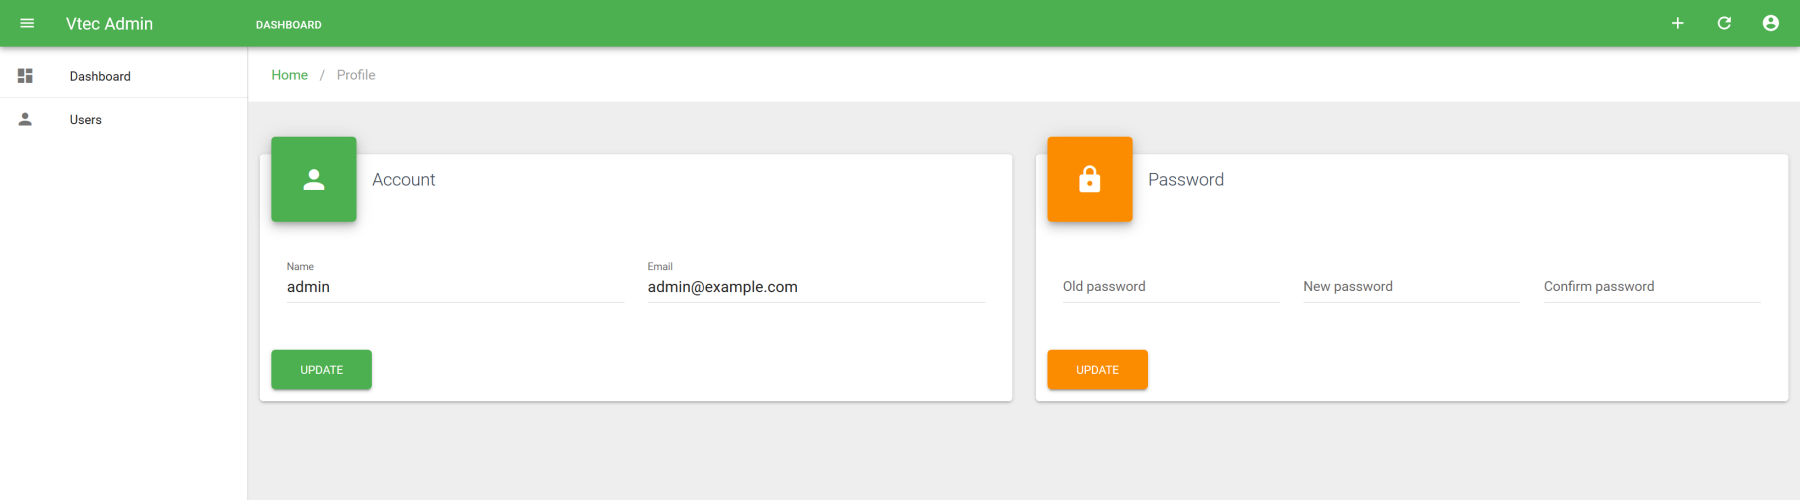 Vtec Admin
DASHBOARD
Dashboard
Users
Home / Profile
Account
Name
admin
Email
admin@example.com
UPDATE
Password
Old password
New password
Confirm password
UPDATE